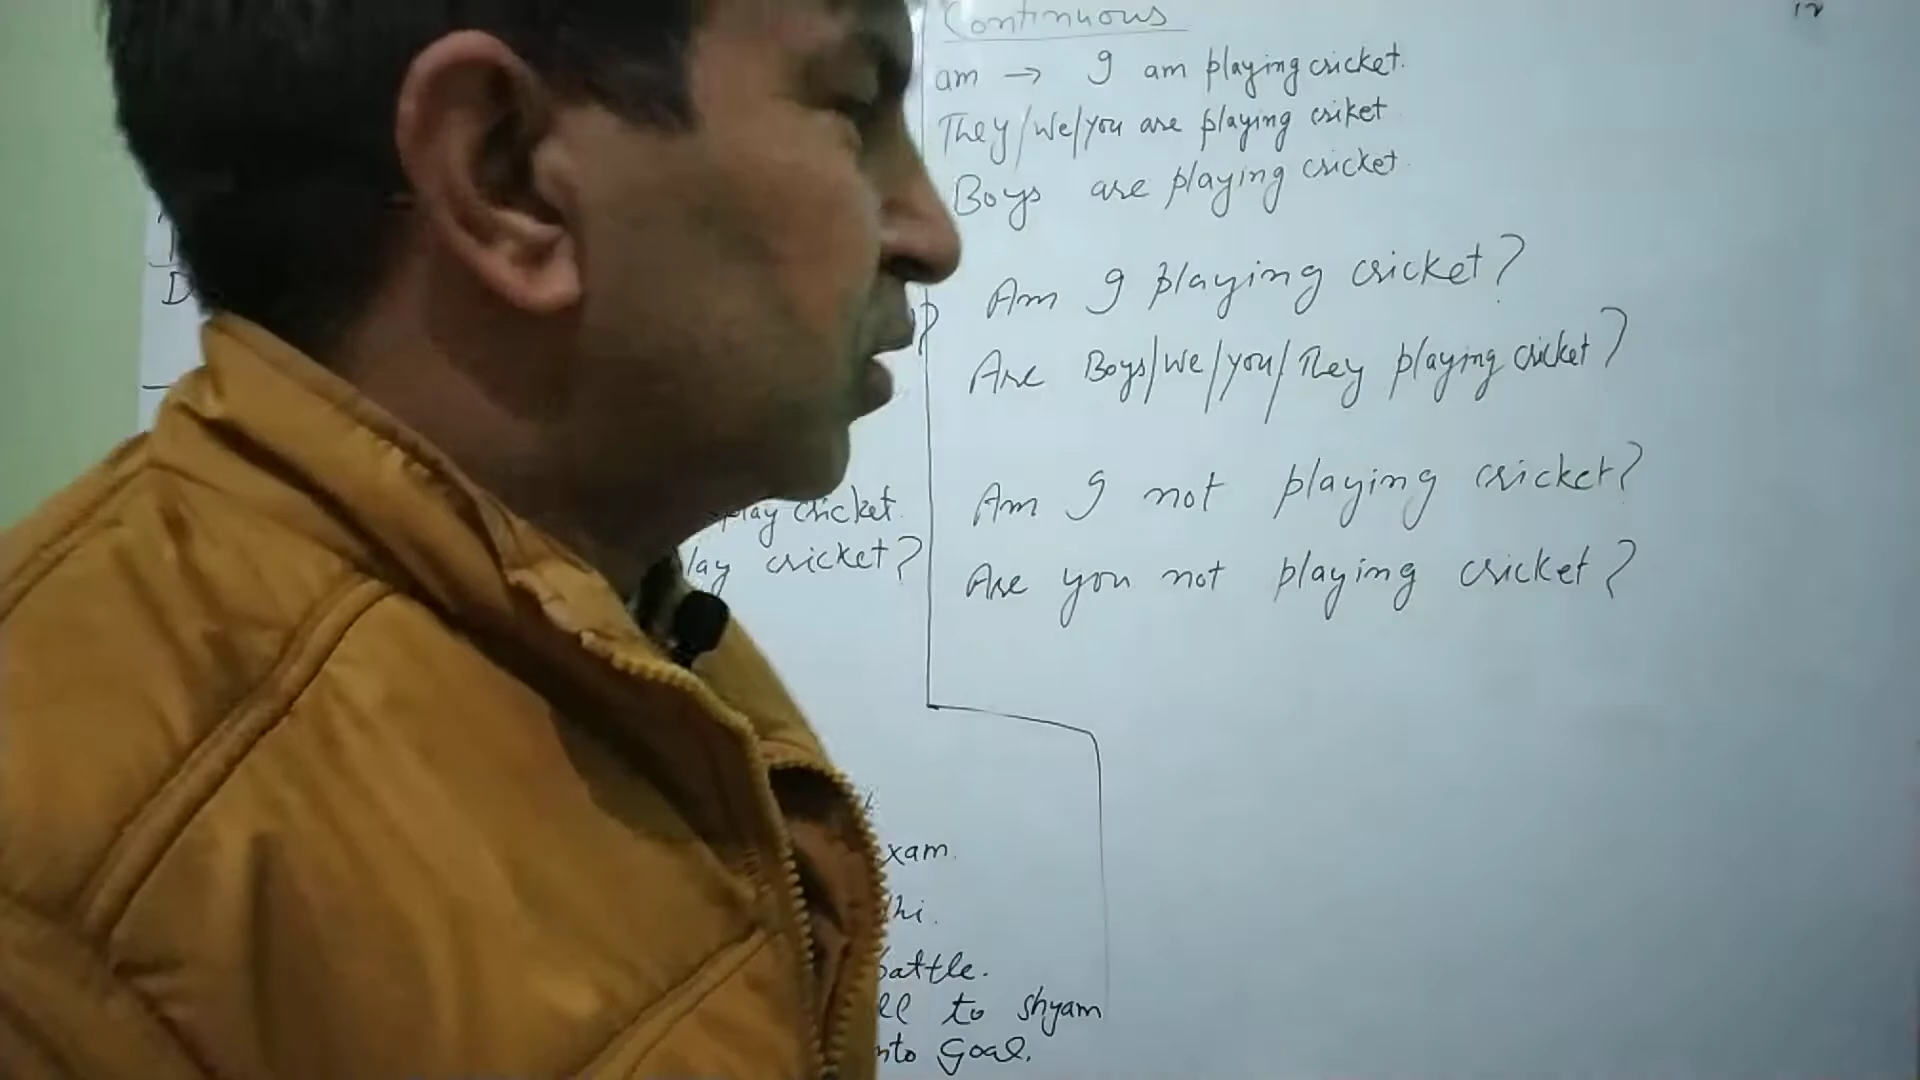 Continuous
am → I am playing cricket.
They/We/you are playing criket
Boys are playing cricket.
Am I playing cricket?
Are Boys/We/you/They playing cricket?
Am I not playing cricket?
Are you not playing cricket?
D
play cricket.
lay cricket?
xam.
lhi.
battle.
ll to shyam
nto Goal.